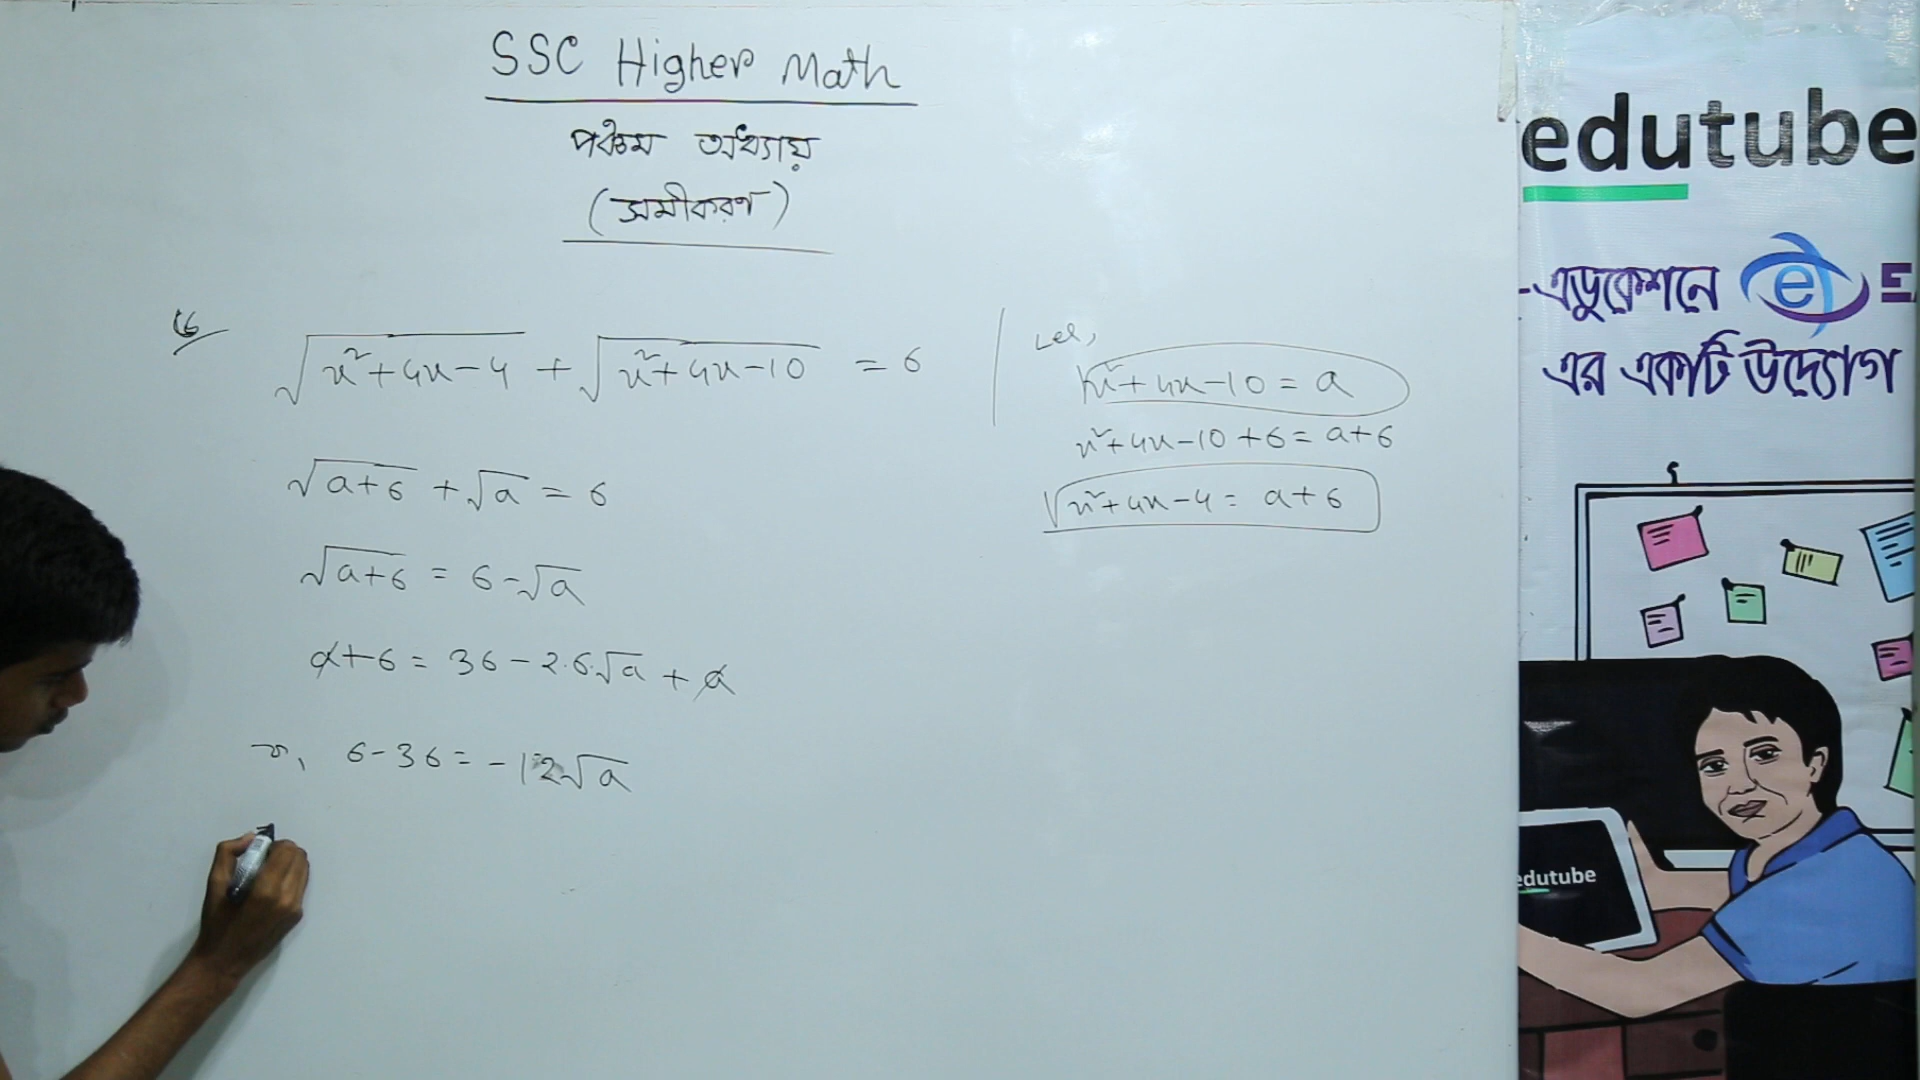 SSC Higher Math
পঞ্চম অধ্যায়
(সমীকরণ)
√(x²+4x-4) + √(x²+4x-10) = 6
√(a+6) + √a = 6
√(a+6) = 6-√a
a+6 = 36-2.6.√a + a
বা, 6-36 = -12√a
Let,
x²+4x-10 = a
x²+4x-10+6 = a+6
x²+4x-4 = a+6
edutube
-এডুকেশনে e
এর একটি উদ্যোগ
edutube